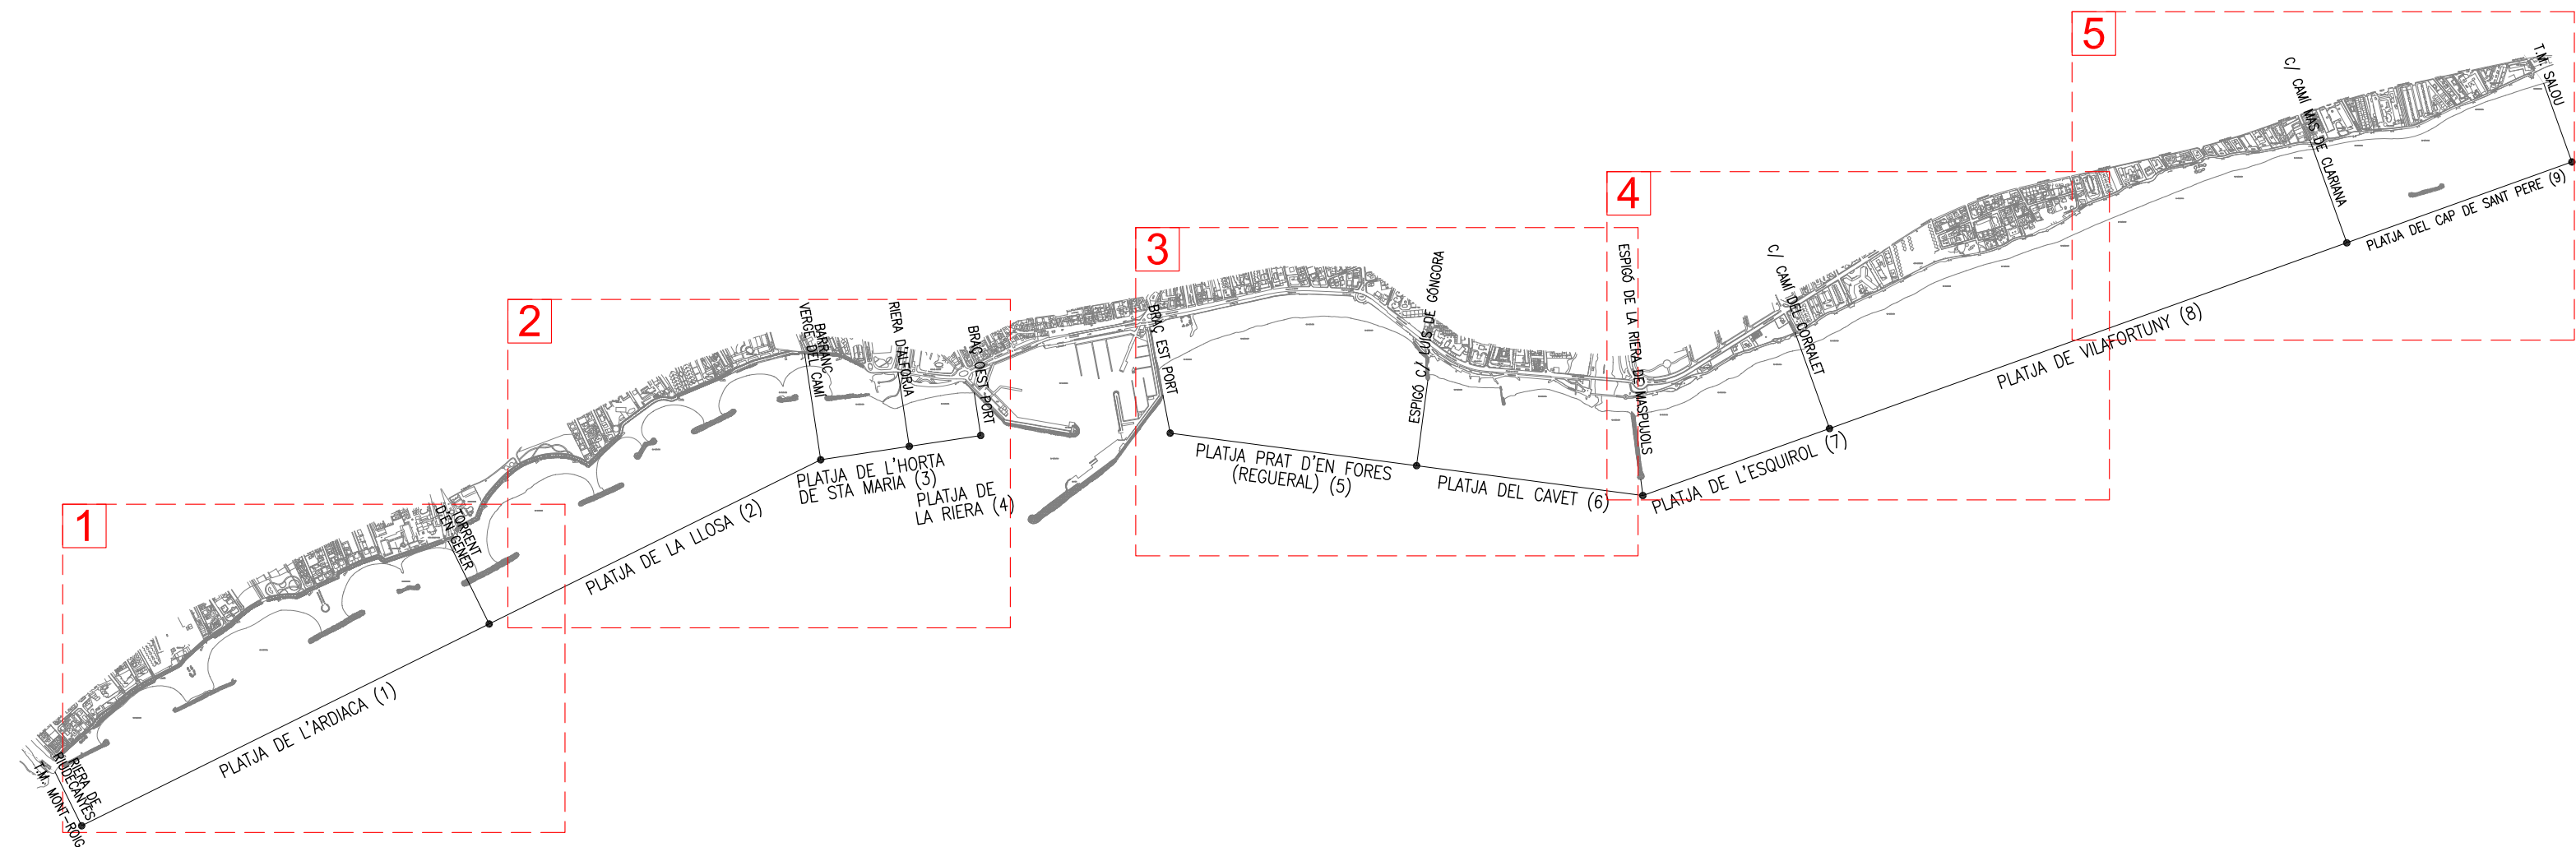 1
2
3
4
5
T.M. MONT-ROIG
RIERA DE
RIUDECANYES
PLATJA DE L'ARDIACA (1)
TORRENT
D'EN GENER
PLATJA DE LA LLOSA (2)
BARRANC
VERGE DEL CAMÍ
PLATJA DE L'HORTA
DE STA MARIA (3)
RIERA D'ALFORJA
PLATJA DE
LA RIERA (4)
BRAÇ OEST PORT
BRAÇ EST PORT
PLATJA PRAT D'EN FORES
(REGUERAL) (5)
ESPIGÓ C/ LUIS DE GÓNGORA
PLATJA DEL CAVET (6)
ESPIGÓ DE LA RIERA DE MASPUJOLS
PLATJA DE L'ESQUIROL (7)
C/ CAMÍ DEL CORRALET
PLATJA DE VILAFORTUNY (8)
C/ CAMÍ MAS DE CLARIANA
PLATJA DEL CAP DE SANT PERE (9)
T.M. SALOU